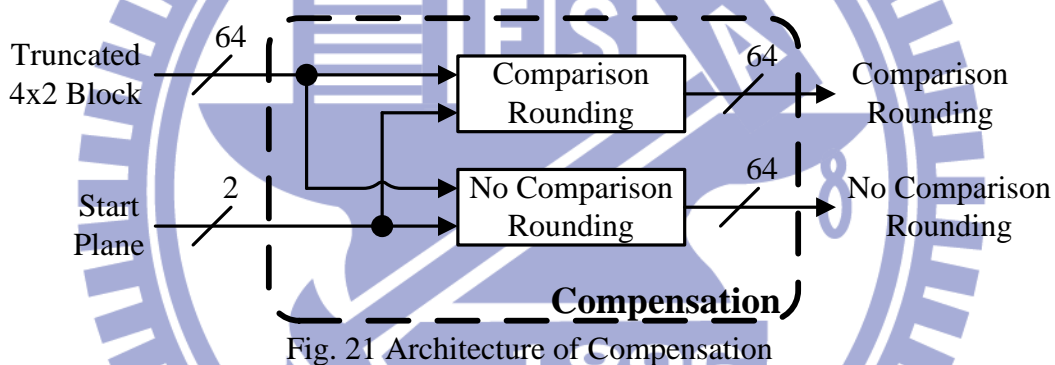 Truncated
4x2 Block
64
Comparison
Rounding
64
Comparison
Rounding
Start
Plane
2
No Comparison
Rounding
64
No Comparison
Rounding
Compensation
Fig. 21 Architecture of Compensation